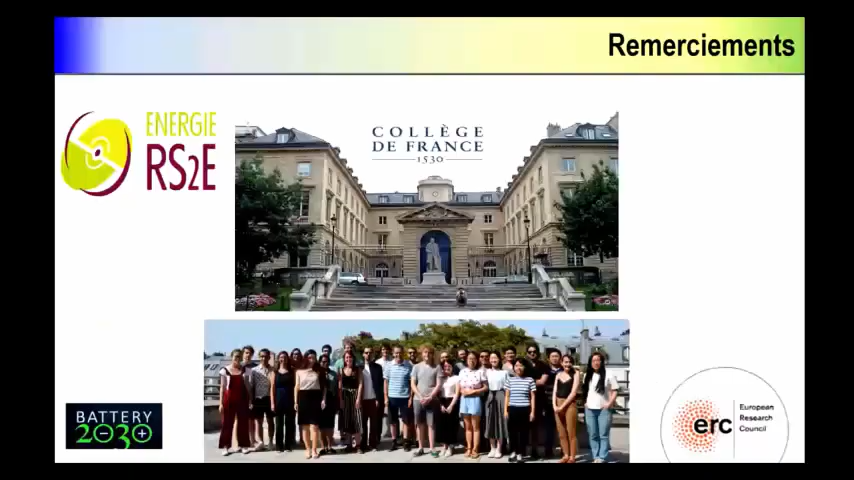 Remerciements
ENERGIE
RS2E
COLLÈGE
DE FRANCE
1530
BATTERY
2030
erc
European
Research
Council